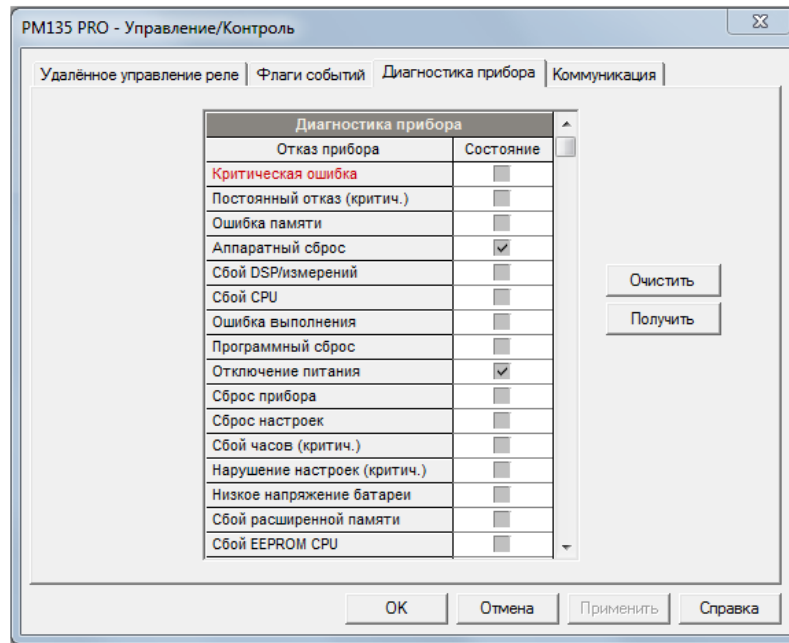 PM135 PRO - Управление/Контроль
Удалённое управление реле Флаги событий Диагностика прибора Коммуникация
Диагностика прибора
Отказ прибора Состояние
Критическая ошибка
Постоянный отказ (критич.)
Ошибка памяти
Аппаратный сброс
Сбой DSP/измерений
Сбой CPU
Ошибка выполнения
Программный сброс
Отключение питания
Сброс прибора
Сброс настроек
Сбой часов (критич.)
Нарушение настроек (критич.)
Низкое напряжение батареи
Сбой расширенной памяти
Сбой EEPROM CPU
Очистить
Получить
OK Отмена Применить Справка